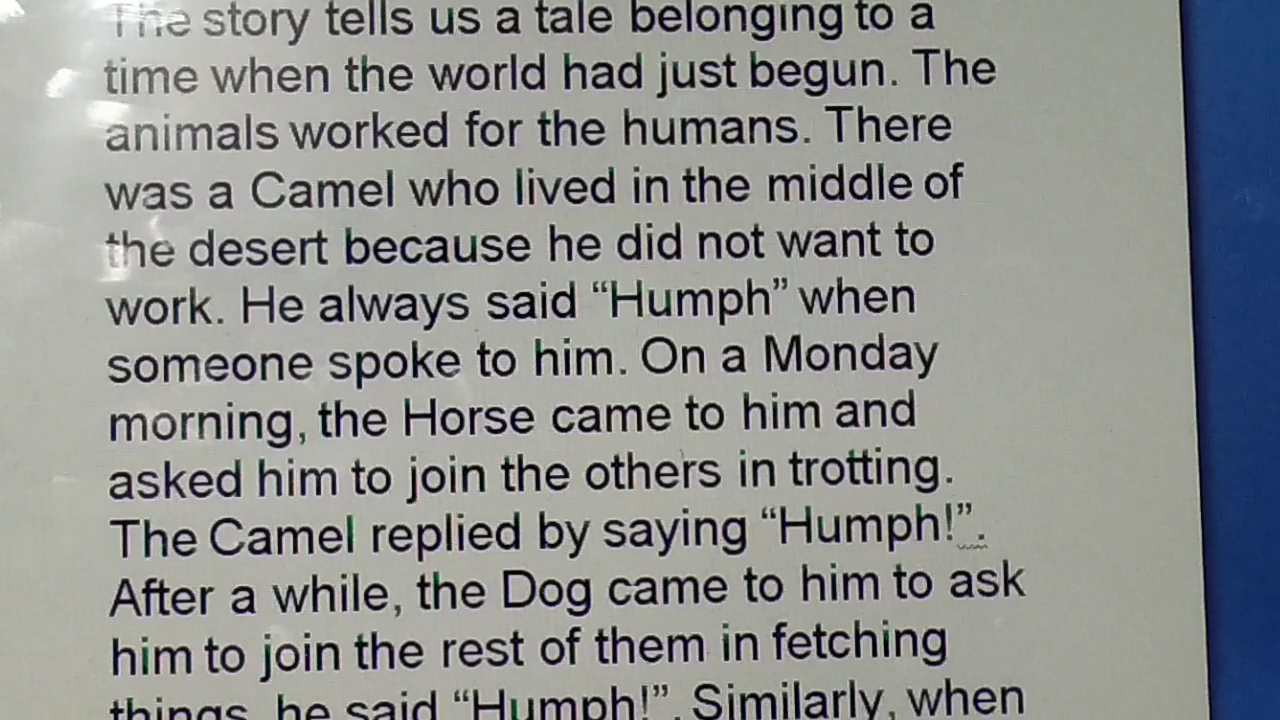 The story tells us a tale belonging to a
time when the world had just begun. The
animals worked for the humans. There
was a Camel who lived in the middle of
the desert because he did not want to
work. He always said “Humph” when
someone spoke to him. On a Monday
morning, the Horse came to him and
asked him to join the others in trotting.
The Camel replied by saying “Humph!”.
After a while, the Dog came to him to ask
him to join the rest of them in fetching
things, he said “Humph!”. Similarly, when